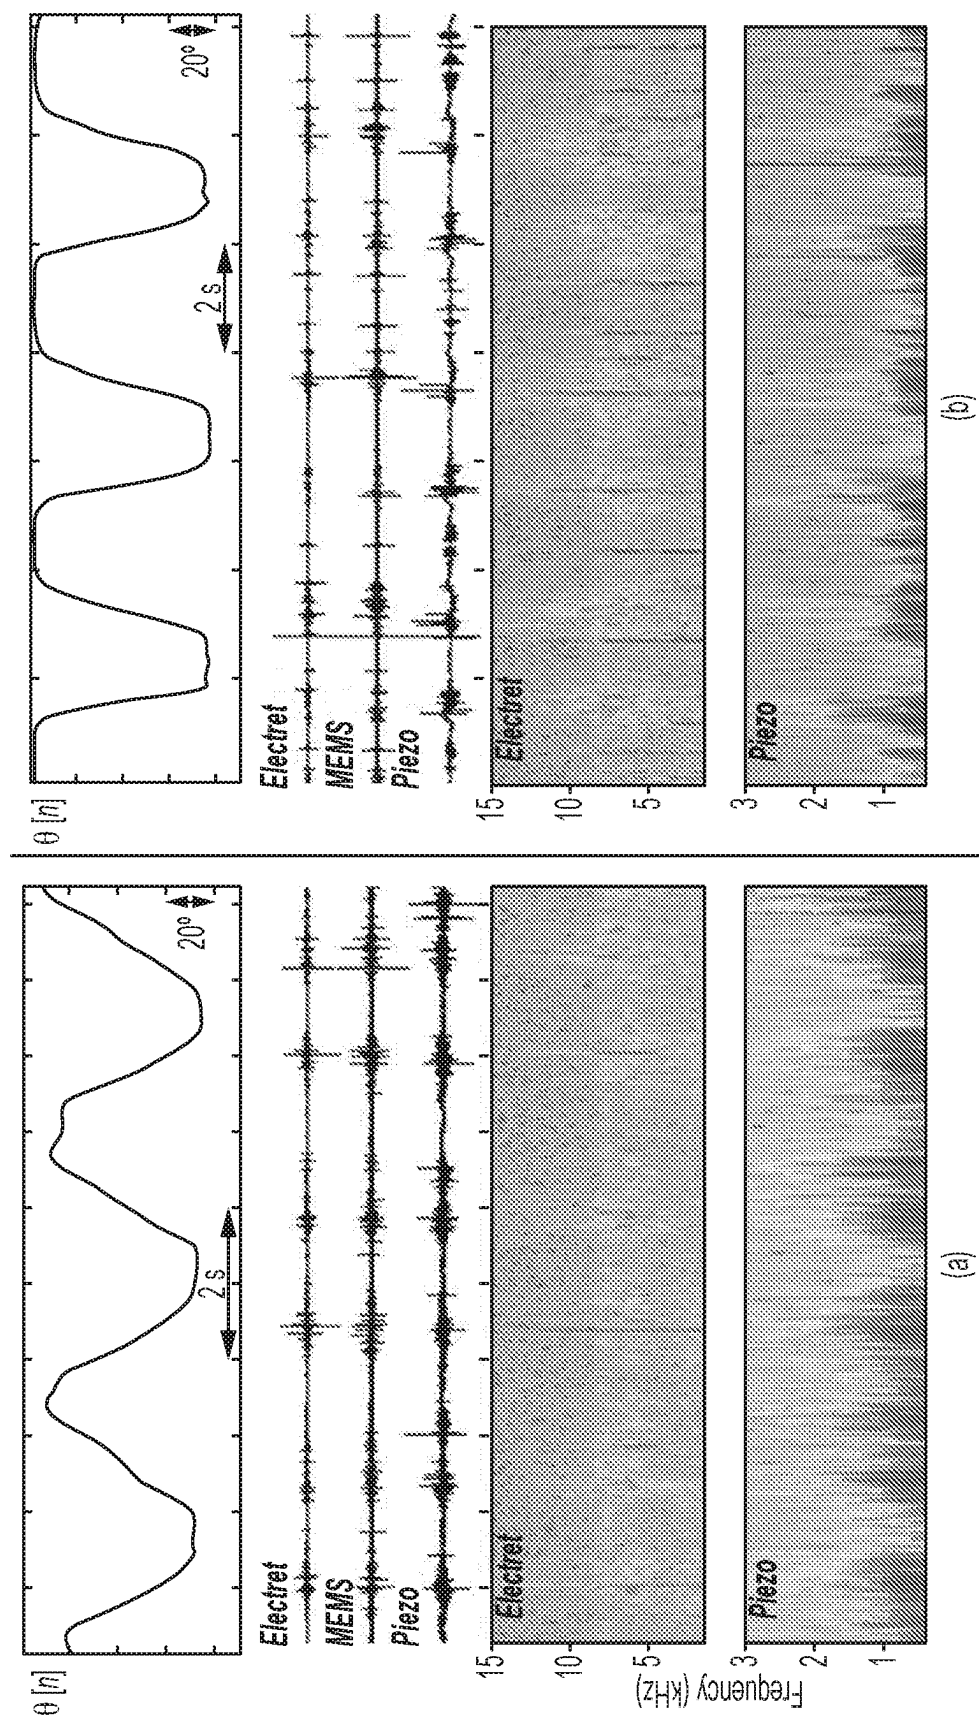 θ [n]
20°
2 s
Electret
MEMS
Piezo
Electret
15
10
5
Frequency (kHz)
Piezo
3
2
1
(a)
θ [n]
20°
2 s
Electret
MEMS
Piezo
Electret
15
10
5
Piezo
3
2
1
(b)